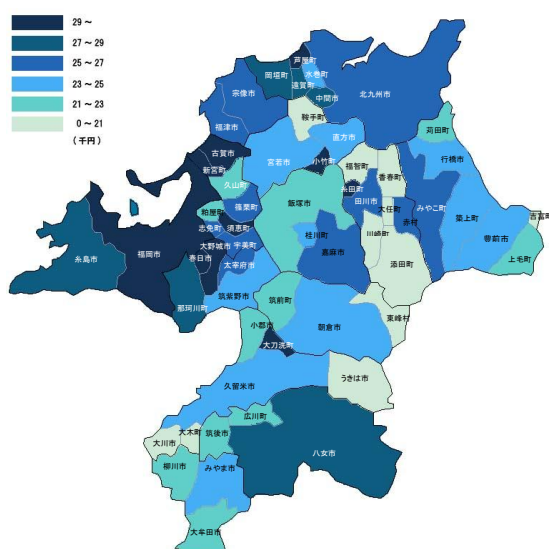 29 ～
27 ～ 29
25 ～ 27
23 ～ 25
21 ～ 23
0 ～ 21
( 千円 )
芦屋町
水巻町
岡垣町
遠賀町
北九州市
中間市
宗像市
鞍手町
苅田町
福津市
直方市
行橋市
古賀市
宮若市
小竹町
福智町
香春町
新宮町
久山町
糸田町
田川市
みやこ町
吉富町
粕屋町
篠栗町
飯塚市
大任町
赤村
築上町
志免町
須恵町
桂川町
川崎町
豊前市
福岡市
大野城市
宇美町
嘉麻市
添田町
上毛町
糸島市
春日市
太宰府市
筑紫野市
那珂川町
筑前町
東峰村
小郡市
朝倉市
大刀洗町
うきは市
久留米市
広川町
大木町
筑後市
大川市
八女市
柳川市
みやま市
大牟田市